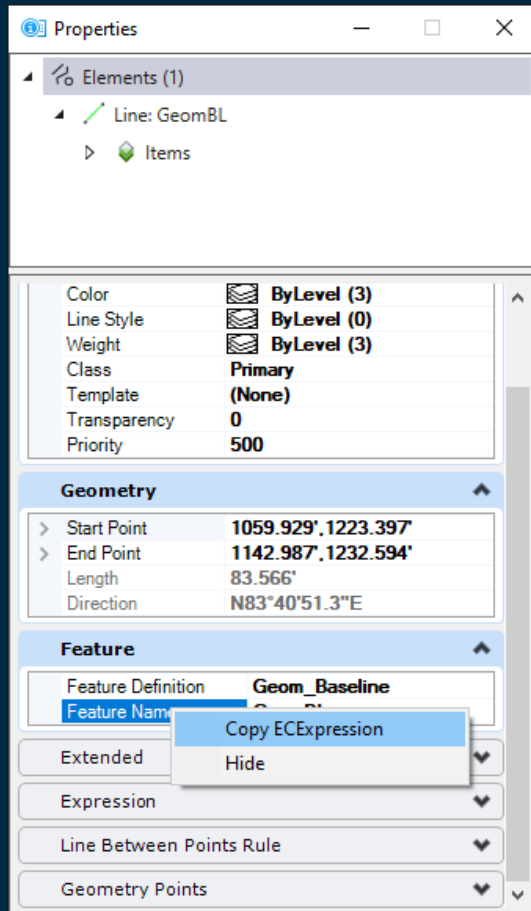 Properties
Elements (1)
Line: GeomBL
Items
Color ByLevel (3)
Line Style ByLevel (0)
Weight ByLevel (3)
Class Primary
Template (None)
Transparency 0
Priority 500
Geometry
Start Point 1059.929',1223.397'
End Point 1142.987',1232.594'
Length 83.566'
Direction N83°40'51.3"E
Feature
Feature Definition Geom_Baseline
Feature Name
Copy ECExpression
Hide
Extended
Expression
Line Between Points Rule
Geometry Points